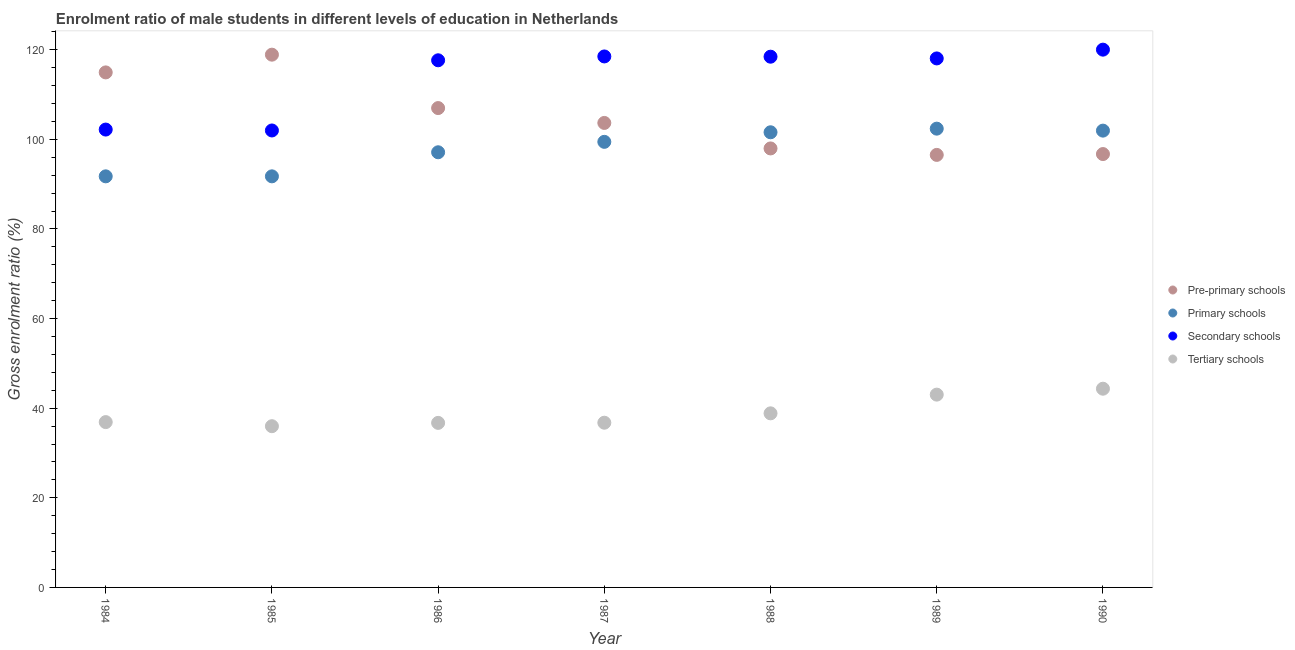 Enrolment ratio of male students in different levels of education in Netherlands
Gross enrolment ratio (%)
120
100
80
60
40
20
0
1984
1985
1986
1987
1988
1989
1990
Year
Pre-primary schools
Primary schools
Secondary schools
Tertiary schools